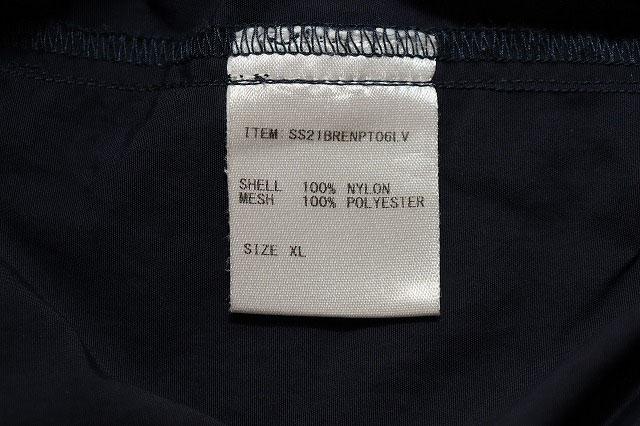 ITEM SS21BRENPT06LV
SHELL 100% NYLON
MESH 100% POLYESTER
SIZE XL